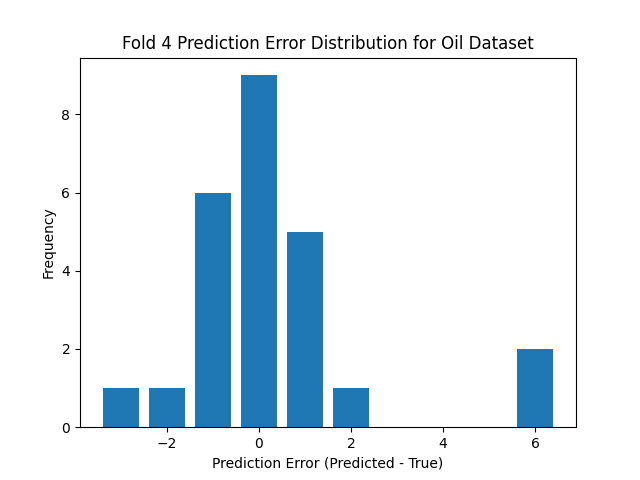 Fold 4 Prediction Error Distribution for Oil Dataset
8
6
4
2
0
Frequency
−2 0 2 4 6
Prediction Error (Predicted - True)